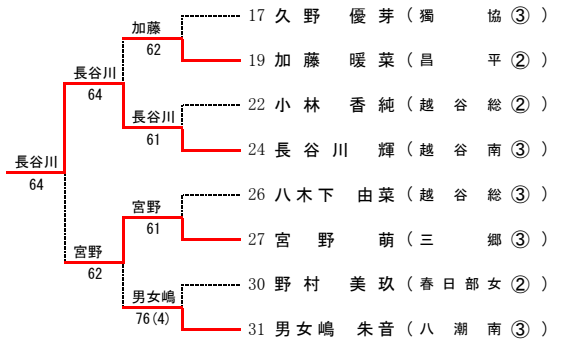 17 久野 優芽 ( 獨 協 ③ )
加藤
62
19 加藤 暖菜 ( 昌 平 ② )
長谷川
64
22 小林 香純 ( 越 谷 総 ② )
長谷川
61
24 長谷川 輝 ( 越 谷 南 ③ )
長谷川
64
26 八木下 由菜 ( 越 谷 総 ③ )
宮野
61
27 宮野 萌 ( 三 郷 ③ )
宮野
62
30 野村 美玖 ( 春 日 部 女 ② )
男女嶋
76(4)
31 男女嶋 朱音 ( 八 潮 南 ③ )